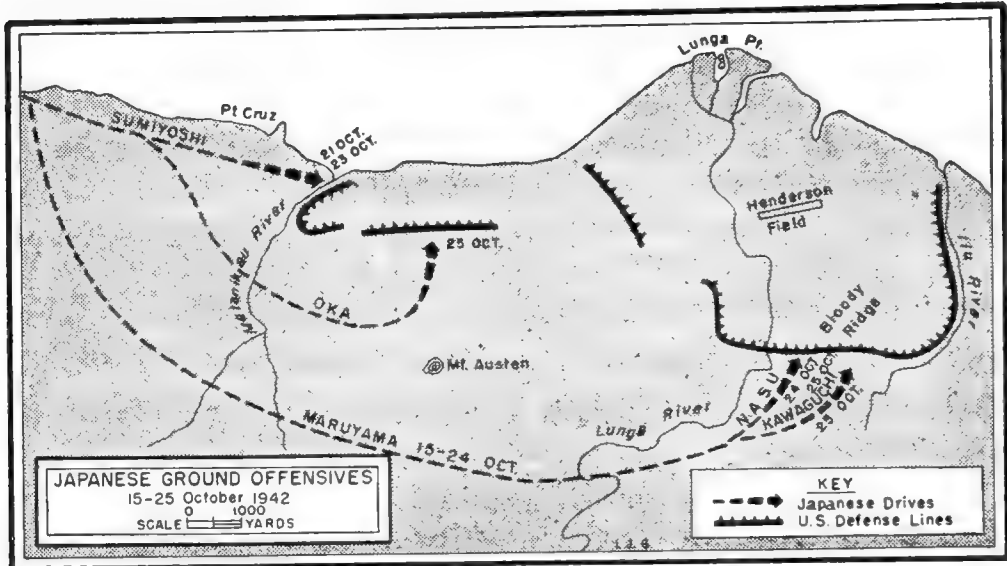 Lunga Pt.
Pt Cruz
SUMIYOSHI
21 OCT.
23 OCT.
Matanikau River
Henderson
Field
25 OCT.
OKA
Ilu RIVER
Bloody
Ridge
Mt. Austen
NASU
24 OCT.
25 OCT.
KAWAGUCHI
25 OCT.
Lunga River
MARUYAMA 15-24 OCT.
JAPANESE GROUND OFFENSIVES
15-25 October 1942
0 1000
SCALE YARDS
KEY
Japanese Drives
U.S. Defense Lines